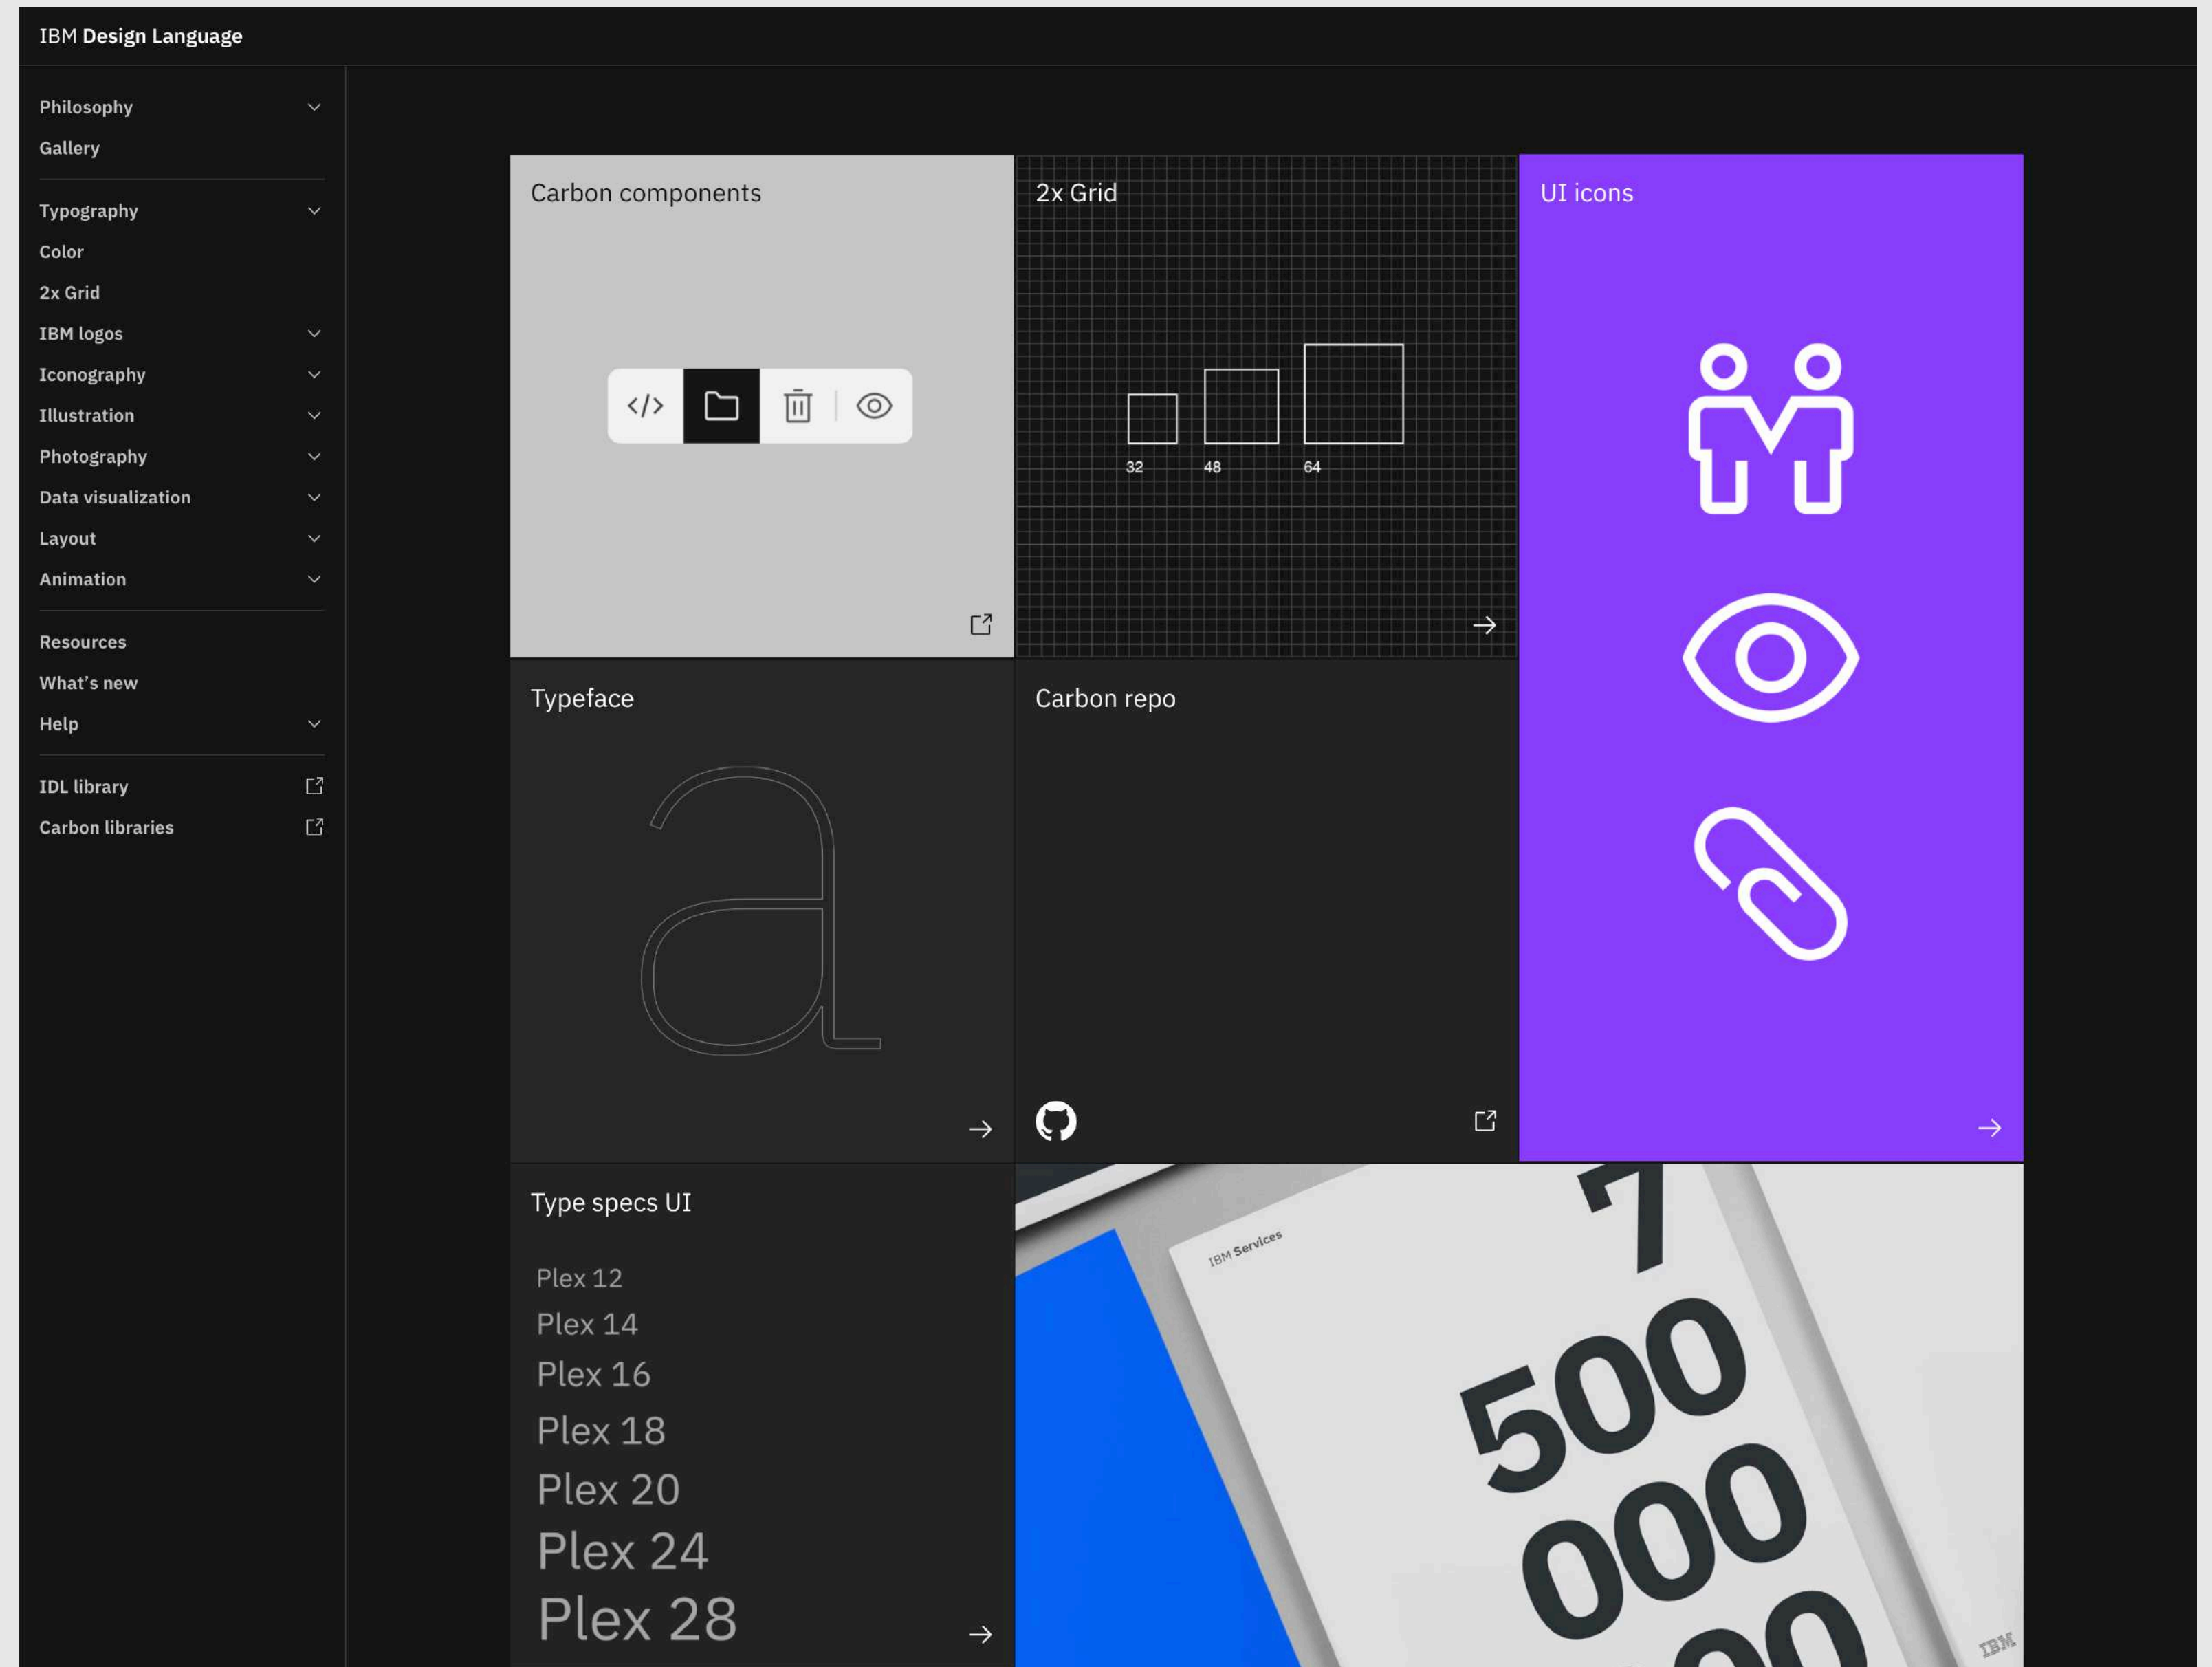 IBM Design Language
Philosophy
Gallery
Typography
Color
2x Grid
IBM logos
Iconography
Illustration
Photography
Data visualization
Layout
Animation
Resources
What’s new
Help
IDL library
Carbon libraries
Carbon components
</>
2x Grid
32 48 64
UI icons
Typeface
a
Carbon repo
Type specs UI
Plex 12
Plex 14
Plex 16
Plex 18
Plex 20
Plex 24
Plex 28
IBM Services
7
500
000
00
IBM